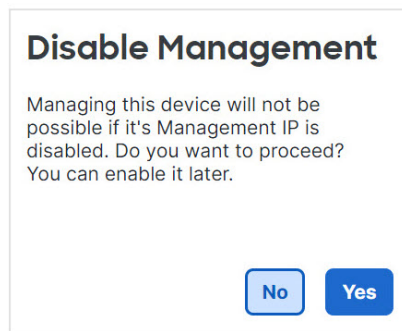 Disable Management
Managing this device will not be
possible if it's Management IP is
disabled. Do you want to proceed?
You can enable it later.
No
Yes